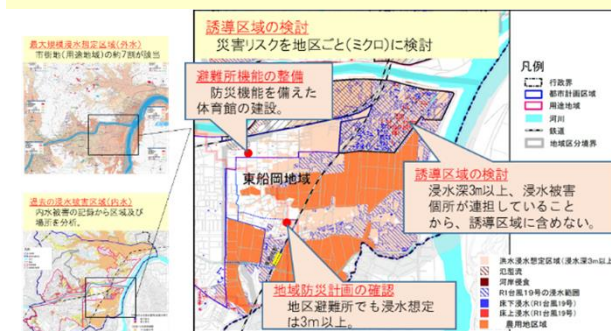 最大規模浸水想定区域(外水)
市街地(用途地域)の約7割が該当
過去の浸水被害区域(内水)
内水被害の記録から区域及び
場所を分析。
誘導区域の検討
災害リスクを地区ごと(ミクロ)に検討
避難所機能の整備
防災機能を備えた
体育館の建設。
東船岡地域
誘導区域の検討
浸水深3m以上、浸水被害
個所が連担していること
から、誘導区域に含めない。
地域防災計画の確認
地区避難所でも浸水想定
は3m以上。
凡例
行政界
都市計画区域
用途地域
河川
鉄道
地域区分境界
洪水浸水想定区域(浸水深3m以上)
氾濫流
河岸侵食
R1台風19号の浸水範囲
床下浸水(R1台風19号)
床上浸水(R1台風19号)
農用地区域